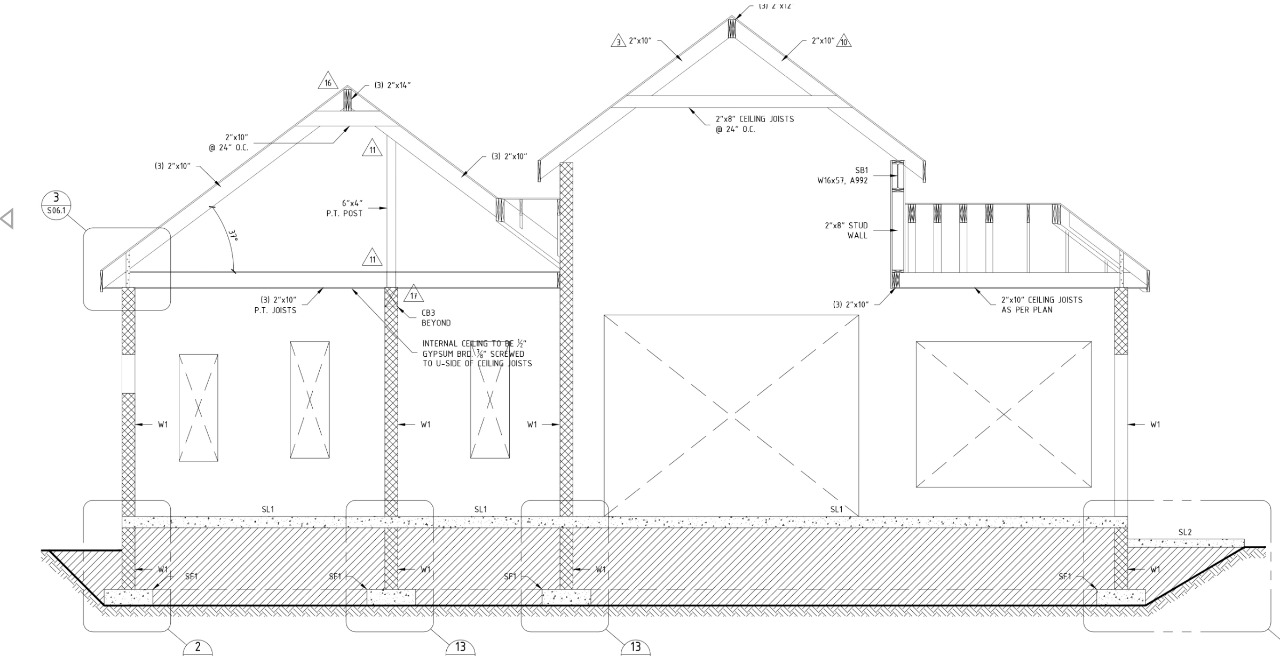 (3) 2"x12"
3 2"x10"
2"x10" 10
16
(3) 2"x14"
2"x8" CEILING JOISTS
@ 24" O.C.
2"x10"
@ 24" O.C.
11
(3) 2"x10"
(3) 2"x10"
SB1
W16x57, A992
3
S06.1
6"x4"
P.T. POST
37°
2"x8" STUD
WALL
11
17
(3) 2"x10"
P.T. JOISTS
(3) 2"x10"
2"x10" CEILING JOISTS
AS PER PLAN
CB3
BEYOND
INTERNAL CEILING TO BE ½"
GYPSUM BRD. ⅞" SCREWED
TO U-SIDE OF CEILING JOISTS
W1
W1
W1
W1
SL1
SL1
SL1
SL2
W1
W1
W1
W1
SF1
SF1
SF1
SF1
2
13
13